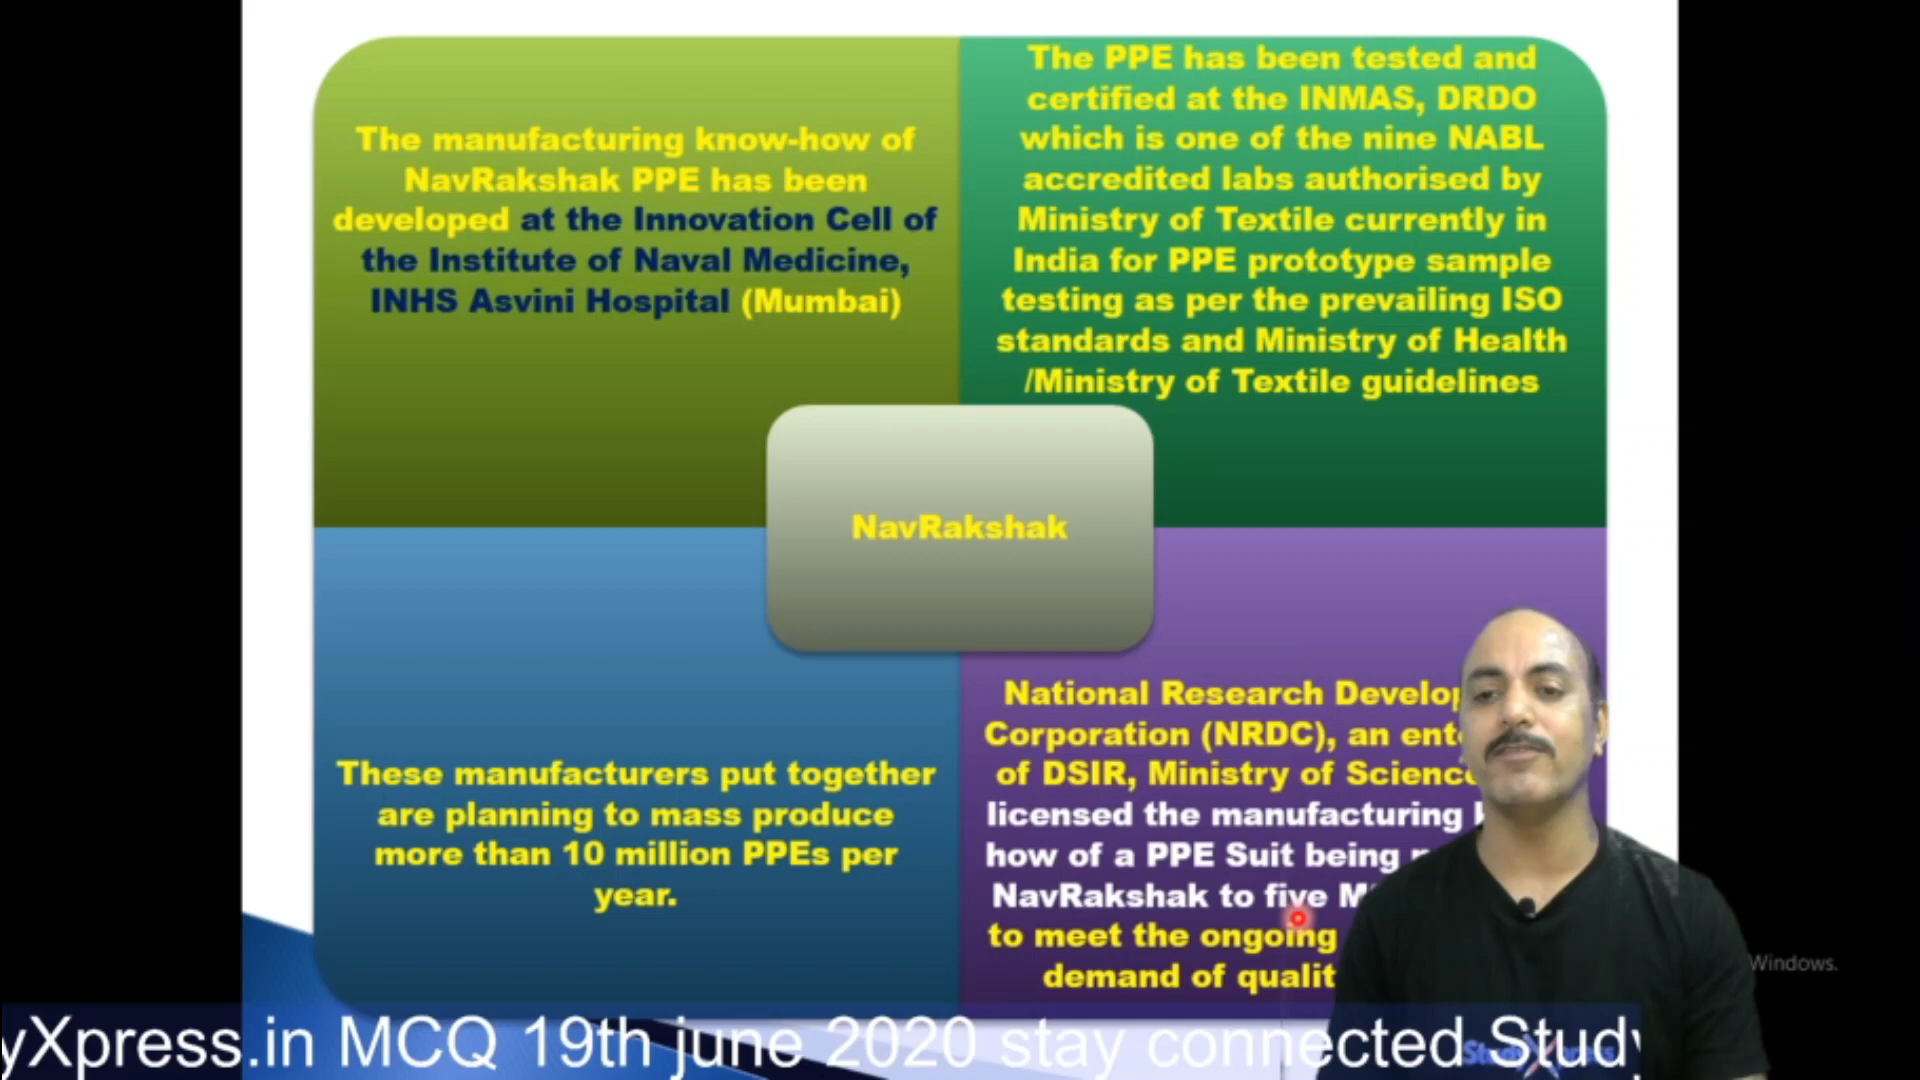 The manufacturing know-how of
NavRakshak PPE has been
developed at the Innovation Cell of
the Institute of Naval Medicine,
INHS Asvini Hospital (Mumbai)
The PPE has been tested and
certified at the INMAS, DRDO
which is one of the nine NABL
accredited labs authorised by
Ministry of Textile currently in
India for PPE prototype sample
testing as per the prevailing ISO
standards and Ministry of Health
/Ministry of Textile guidelines
NavRakshak
These manufacturers put together
are planning to mass produce
more than 10 million PPEs per
year.
National Research
Corporation (NRDC), an
of DSIR, Ministry of
licensed the manufacturing
how of a PPE Suit being
NavRakshak to five
to meet the ongoing
demand of
Windows.
yXpress.in MCQ 19th june 2020 stay connected Study